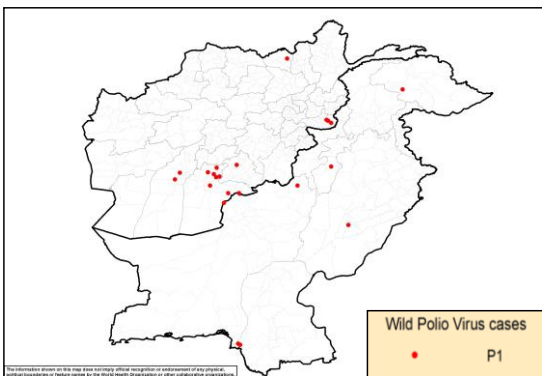 Wild Polio Virus cases
P1
The information shown on this map does not imply official recognition or endorsement of any physical,
political boundaries or feature names by the World Health Organization or other collaborative organizations.